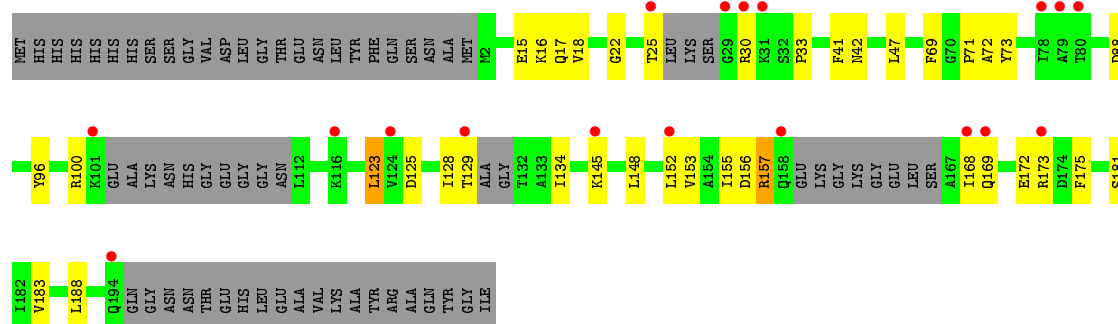 MET HIS HIS HIS HIS HIS HIS SER SER GLY VAL ASP LEU GLY THR GLU ASN LEU TYR PHE GLN SER ASN ALA MET M2 E15 K16 Q17 V18 G22 T25 LEU LYS SER G29 R30 K31 S32 P33 F41 N42 L47 F69 G70 P71 A72 Y73 I78 A79 T80
Y96 R100 K101 GLU ALA LYS ASN HIS GLY GLU GLY GLY ASN L112 K116 L123 V124 D125 I128 T129 ALA GLY T132 A133 I134 K145 L148 L152 V153 A154 I155 D156 R157 Q158 GLU LYS GLY LYS GLY GLU LEU SER A167 I168 Q169 E172 R173 D174 F175 S181
I182 V183 L188 Q194 GLN GLY ASN ASN THR GLU HIS LEU GLU ALA VAL LYS ALA TYR ARG ALA GLN TYR GLY ILE